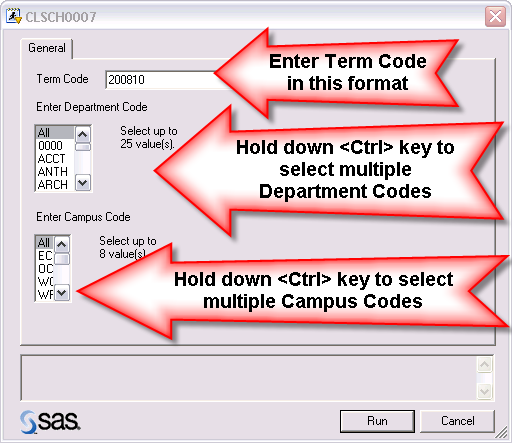 CLSCH0007
General
Term Code 200810
Enter Term Code
in this format
Enter Department Code
All
0000
ACCT
ANTH
ARCH
Select up to
25 value(s).
Hold down <Ctrl> key to
select multiple
Department Codes
Enter Campus Code
All
EC
OC
Select up to
8 value(s).
Hold down <Ctrl> key to select
multiple Campus Codes
sas.
Run
Cancel